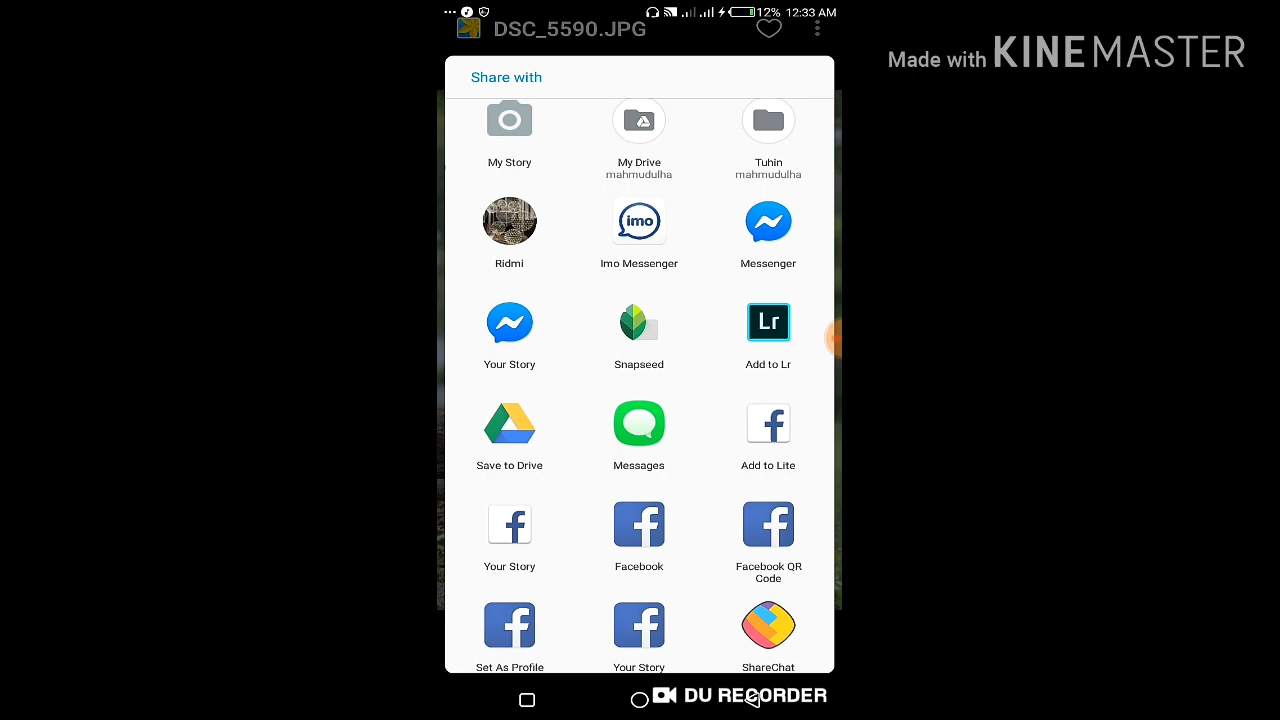 12% 12:33 AM
DSC_5590.JPG
Made with KINEMASTER
Share with
My Story
My Drive
mahmudulha
Tuhin
mahmudulha
imo
Ridmi
Imo Messenger
Messenger
Lr
Your Story
Snapseed
Add to Lr
Save to Drive
Messages
Add to Lite
Your Story
Facebook
Facebook QR
Code
Set As Profile
Your Story
ShareChat
DU RECORDER